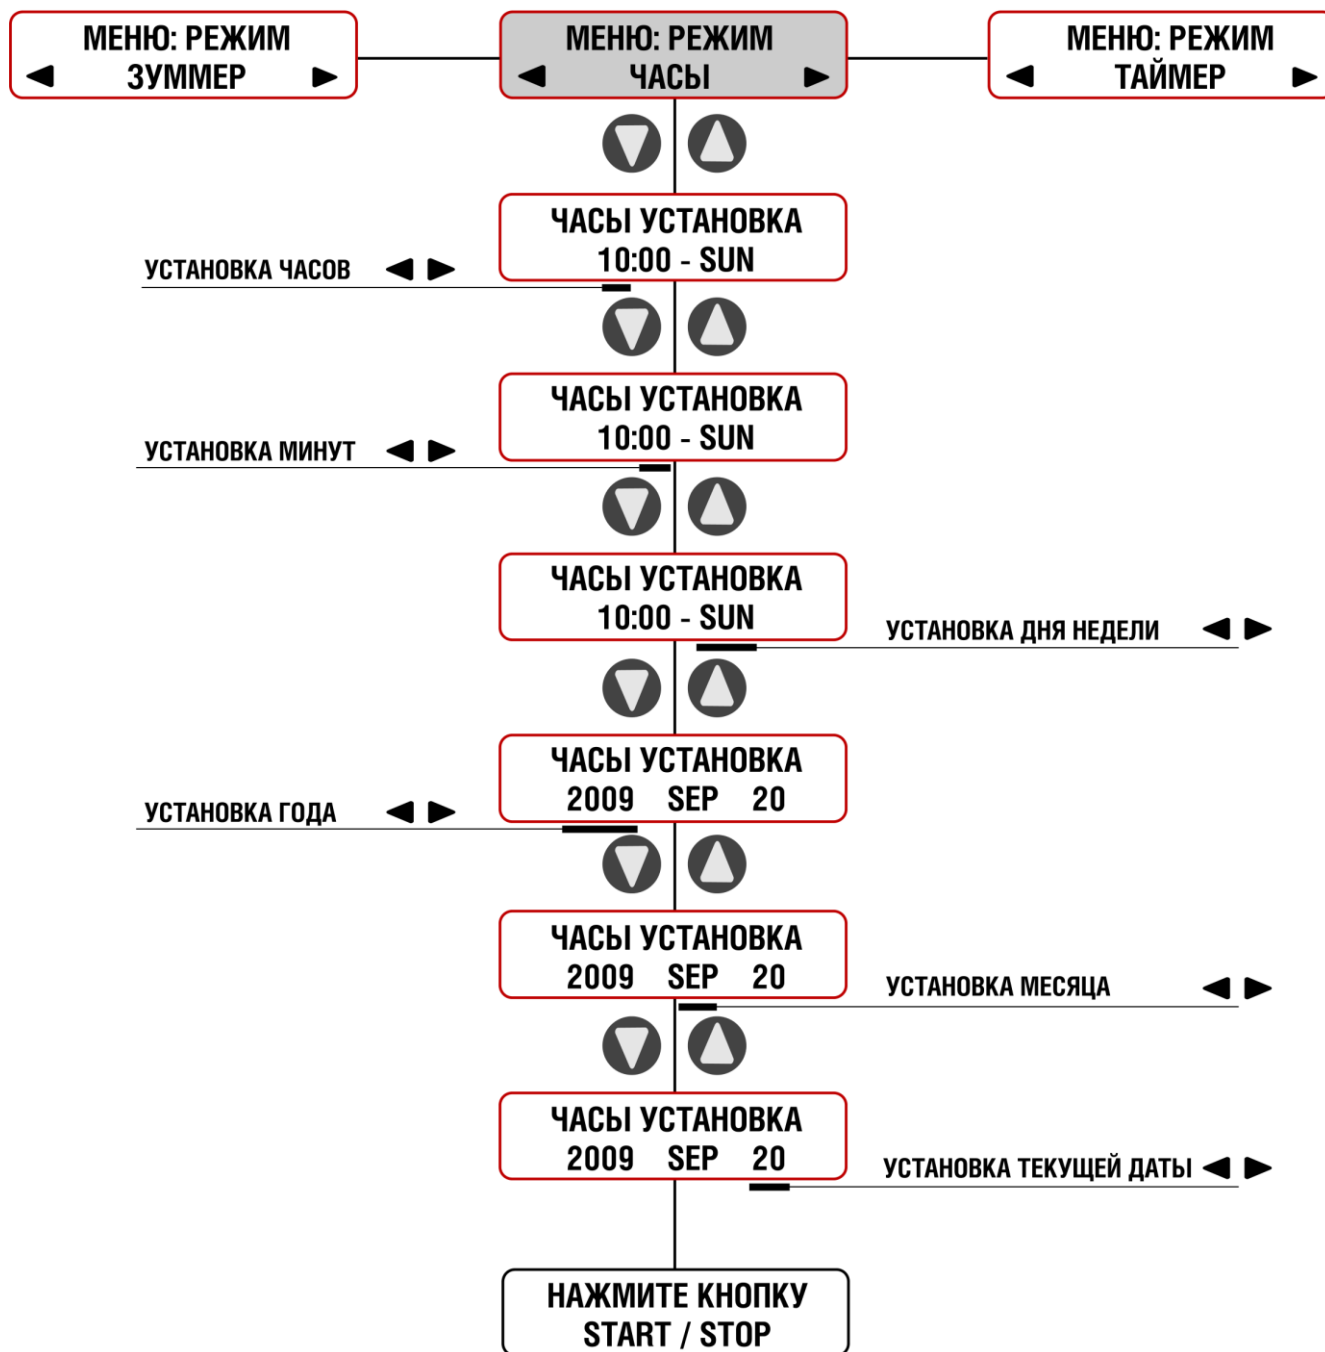 МЕНЮ: РЕЖИМ
ЗУММЕР
МЕНЮ: РЕЖИМ
ЧАСЫ
МЕНЮ: РЕЖИМ
ТАЙМЕР
ЧАСЫ УСТАНОВКА
10:00 - SUN
УСТАНОВКА ЧАСОВ
ЧАСЫ УСТАНОВКА
10:00 - SUN
УСТАНОВКА МИНУТ
ЧАСЫ УСТАНОВКА
10:00 - SUN
УСТАНОВКА ДНЯ НЕДЕЛИ
ЧАСЫ УСТАНОВКА
2009 SEP 20
УСТАНОВКА ГОДА
ЧАСЫ УСТАНОВКА
2009 SEP 20
УСТАНОВКА МЕСЯЦА
ЧАСЫ УСТАНОВКА
2009 SEP 20
УСТАНОВКА ТЕКУЩЕЙ ДАТЫ
НАЖМИТЕ КНОПКУ
START / STOP